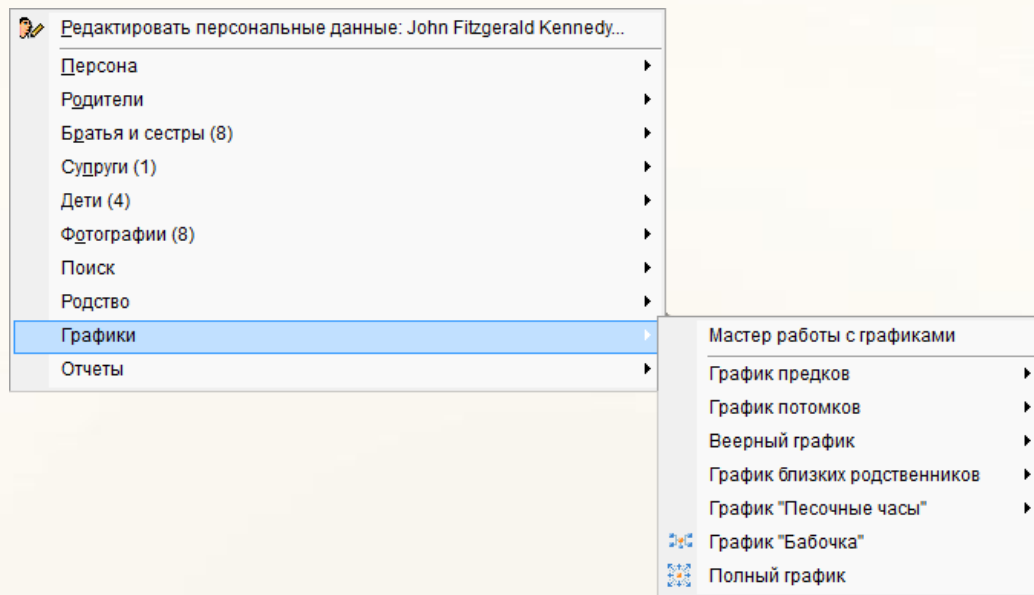 Редактировать персональные данные: John Fitzgerald Kennedy...
Персона
Родители
Братья и сестры (8)
Супруги (1)
Дети (4)
Фотографии (8)
Поиск
Родство
Графики
Отчеты
Мастер работы с графиками
График предков
График потомков
Веерный график
График близких родственников
График "Песочные часы"
График "Бабочка"
Полный график